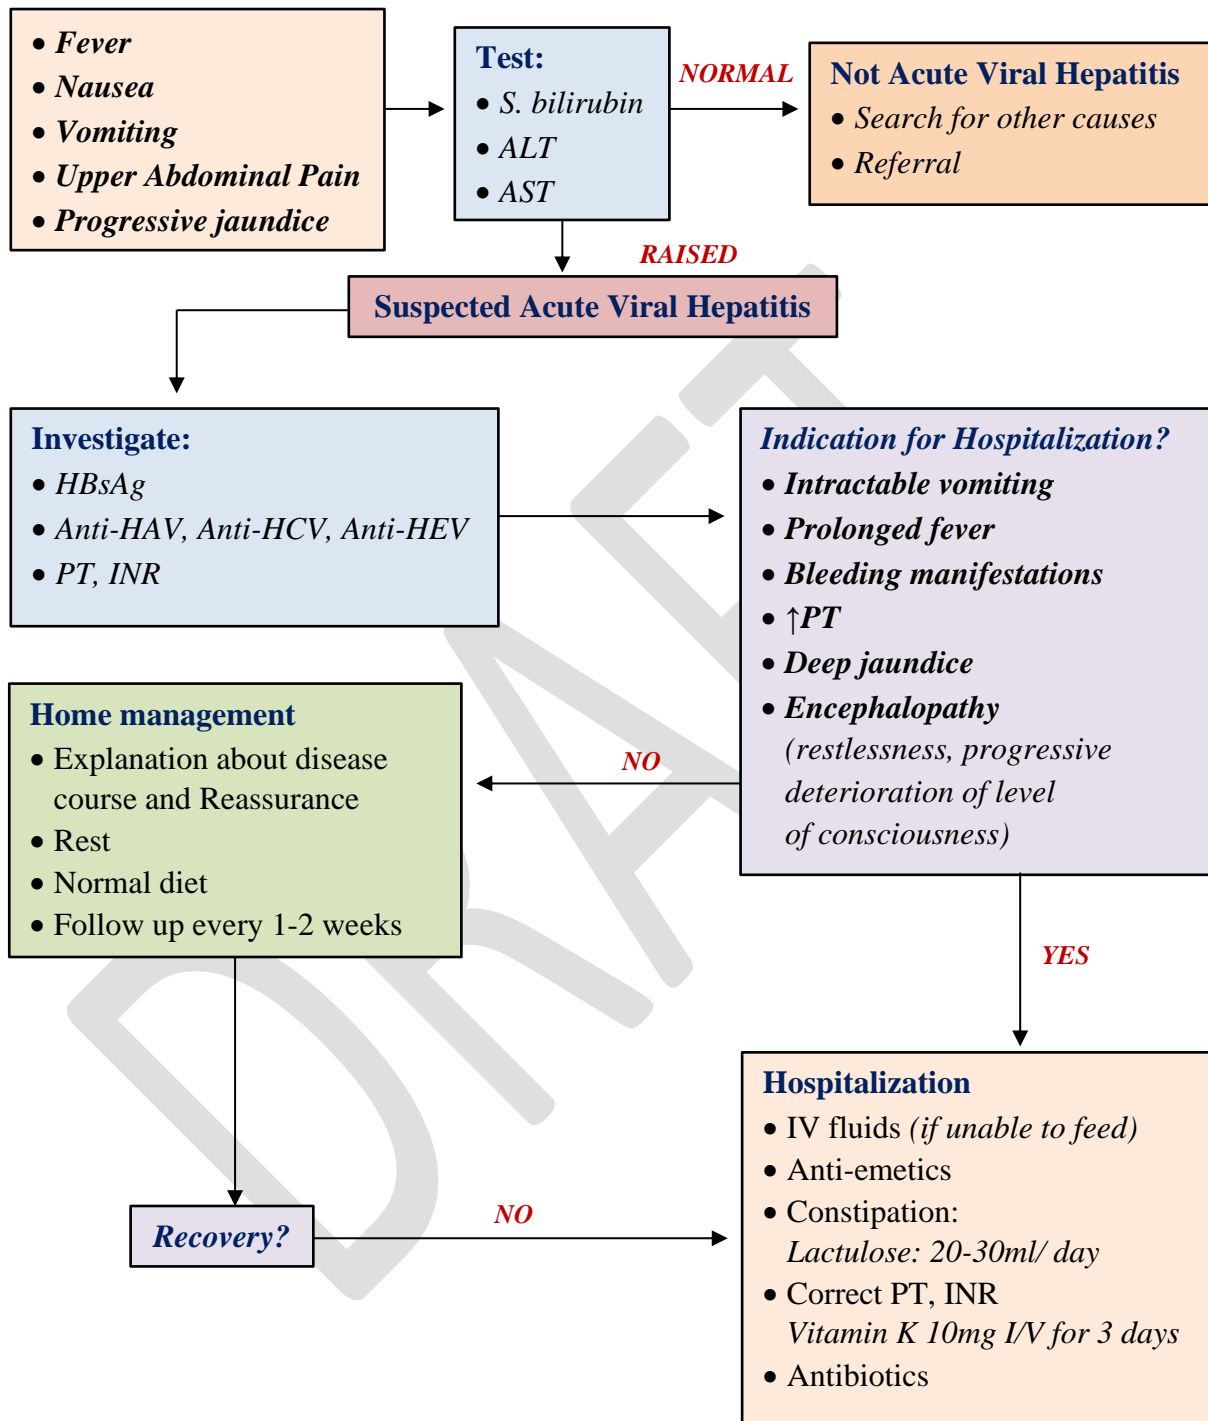 • Fever
• Nausea
• Vomiting
• Upper Abdominal Pain
• Progressive jaundice
Test:
• S. bilirubin
• ALT
• AST
NORMAL
Not Acute Viral Hepatitis
• Search for other causes
• Referral
RAISED
Suspected Acute Viral Hepatitis
Investigate:
• HBsAg
• Anti-HAV, Anti-HCV, Anti-HEV
• PT, INR
Indication for Hospitalization?
• Intractable vomiting
• Prolonged fever
• Bleeding manifestations
• ↑PT
• Deep jaundice
• Encephalopathy
(restlessness, progressive
deterioration of level
of consciousness)
NO
Home management
• Explanation about disease
course and Reassurance
• Rest
• Normal diet
• Follow up every 1-2 weeks
YES
Recovery?
NO
Hospitalization
• IV fluids (if unable to feed)
• Anti-emetics
• Constipation:
Lactulose: 20-30ml/ day
• Correct PT, INR
Vitamin K 10mg I/V for 3 days
• Antibiotics
DRAFT